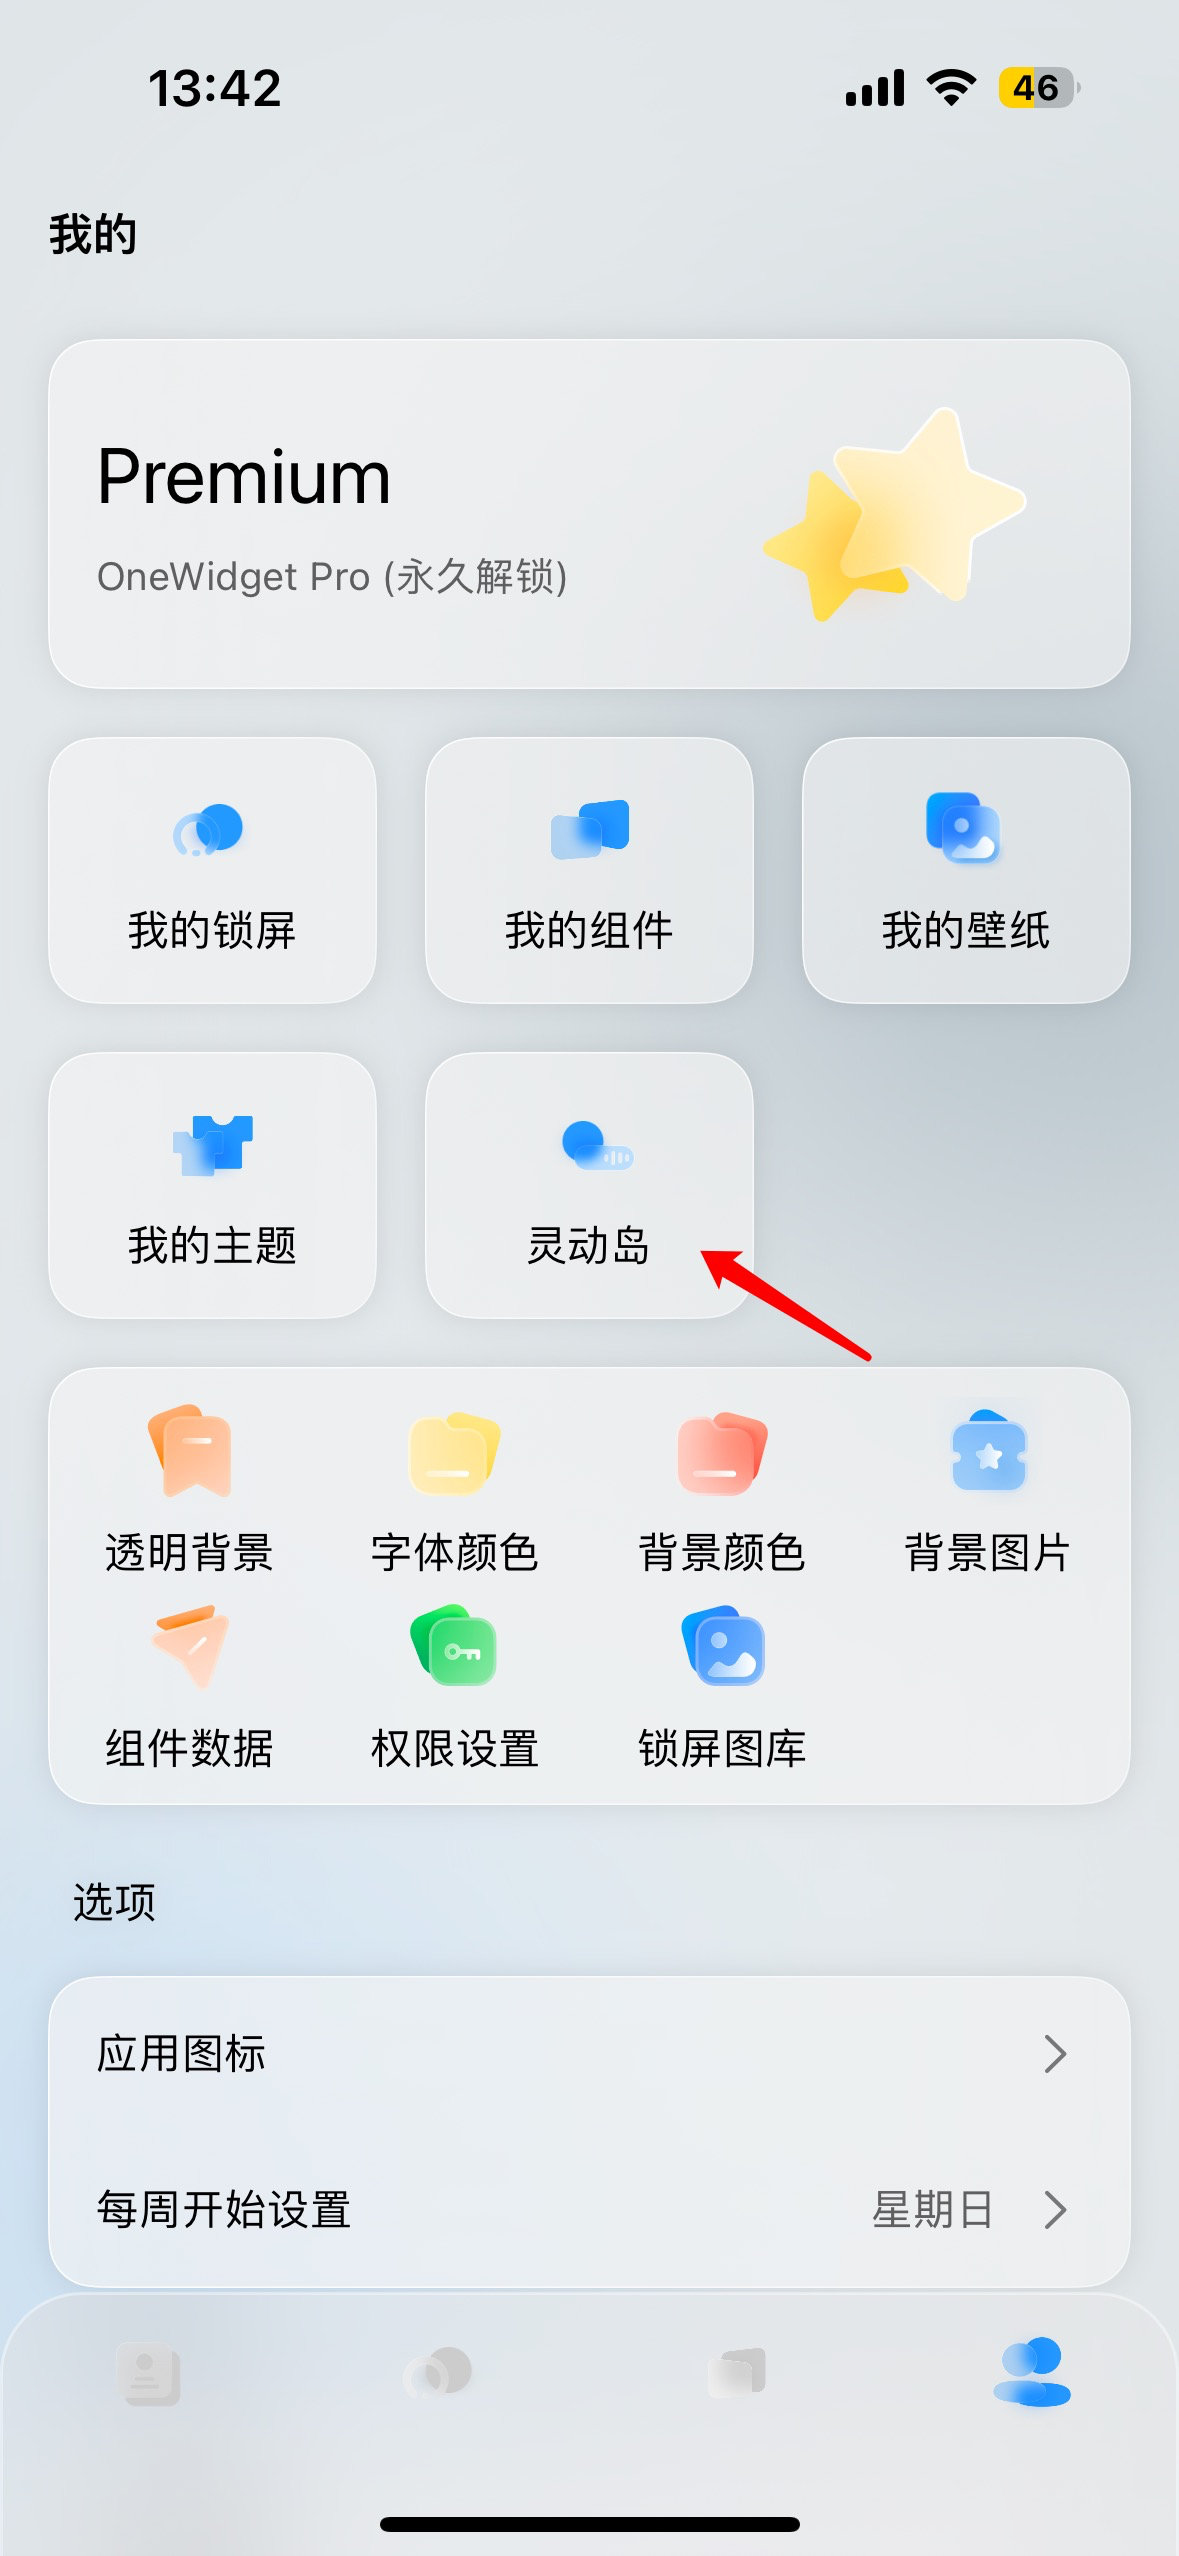 13:42
46
我的
Premium
OneWidget Pro (永久解锁)
我的锁屏 我的组件 我的壁纸
我的主题 灵动岛
透明背景 字体颜色 背景颜色 背景图片
组件数据 权限设置 锁屏图库
选项
应用图标
每周开始设置 星期日